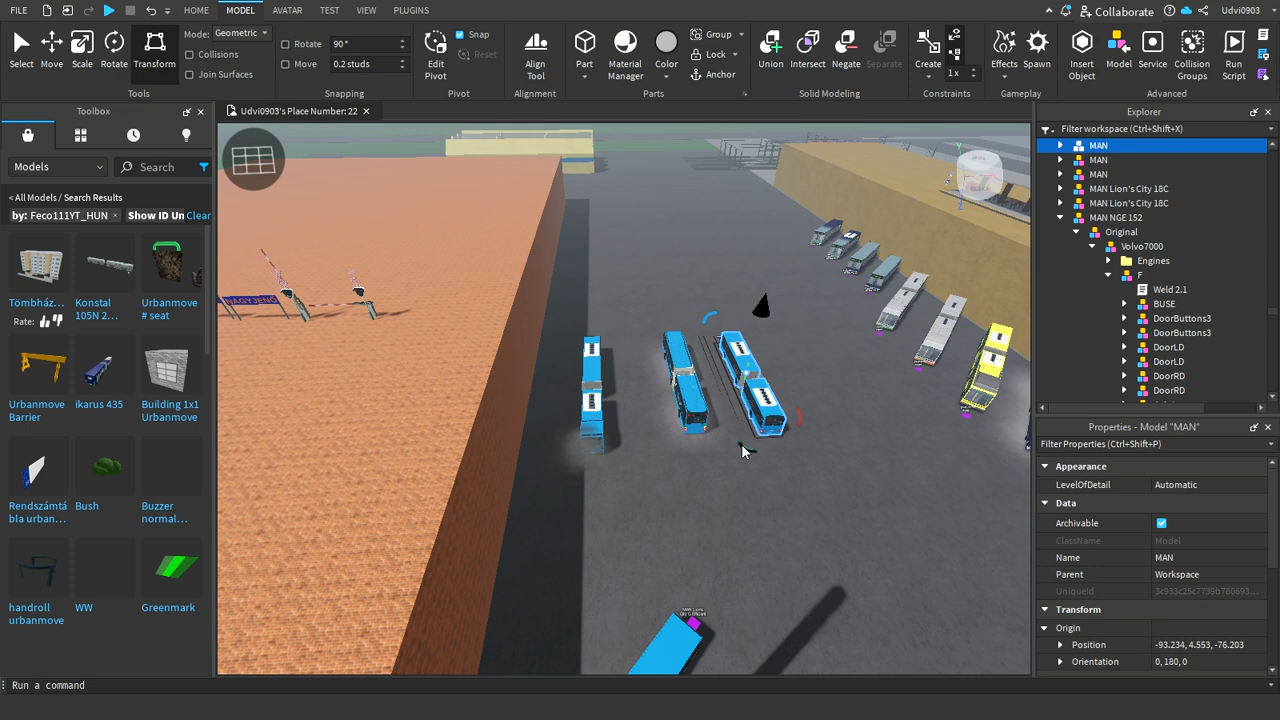 FILE HOME MODEL AVATAR TEST VIEW PLUGINS Collaborate Udvi0903
Select Move Scale Rotate Transform
Mode: Geometric
Collisions
Join Surfaces
Tools
Rotate 90°
Move 0.2 studs
Snapping
Edit Pivot
Snap
Reset
Pivot
Align Tool
Alignment
Part Material Manager Color
Group
Lock
Anchor
Parts
Union Intersect Negate Separate
Solid Modeling
Create
1 x
Constraints
Effects Spawn
Gameplay
Insert Object Model Service Collision Groups Run Script
Advanced
Toolbox
Models
Search
< All Models / Search Results
by: Feco111YT_HUN × Show ID Un Clear
Tömbház...
Rate:
Konstal 105N 2...
Urbanmove # seat
Urbanmove Barrier
ikarus 435
Building 1x1 Urbanmove
Rendszámtá bla urban...
Bush
Buzzer normal...
handroll urbanmove
WW
Greenmark
Udvi0903's Place Number: 22
NAGYJENŐ
Explorer
Filter workspace (Ctrl+Shift+X)
MAN
MAN
MAN
MAN Lion's City 18C
MAN Lion's City 18C
MAN NGE 152
Original
Volvo7000
Engines
F
Weld 2.1
BUSE
DoorButtons3
DoorButtons3
DoorLD
DoorLD
DoorRD
DoorRD
Properties - Model "MAN"
Filter Properties (Ctrl+Shift+P)
Appearance
LevelOfDetail Automatic
Data
Archivable
ClassName Model
Name MAN
Parent Workspace
UniqueId 3c933c25c7739b780693...
Transform
Origin
Position -93.234, 4.553, -76.203
Orientation 0, 180, 0
Run a command